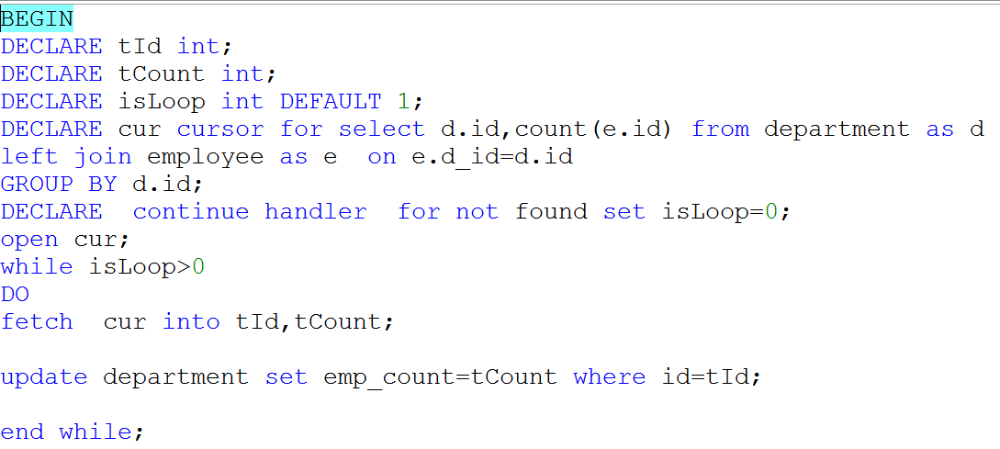 BEGIN
DECLARE tId int;
DECLARE tCount int;
DECLARE isLoop int DEFAULT 1;
DECLARE cur cursor for select d.id,count(e.id) from department as d
left join employee as e  on e.d_id=d.id
GROUP BY d.id;
DECLARE  continue handler  for not found set isLoop=0;
open cur;
while isLoop>0
DO
fetch  cur into tId,tCount;
update department set emp_count=tCount where id=tId;
end while;